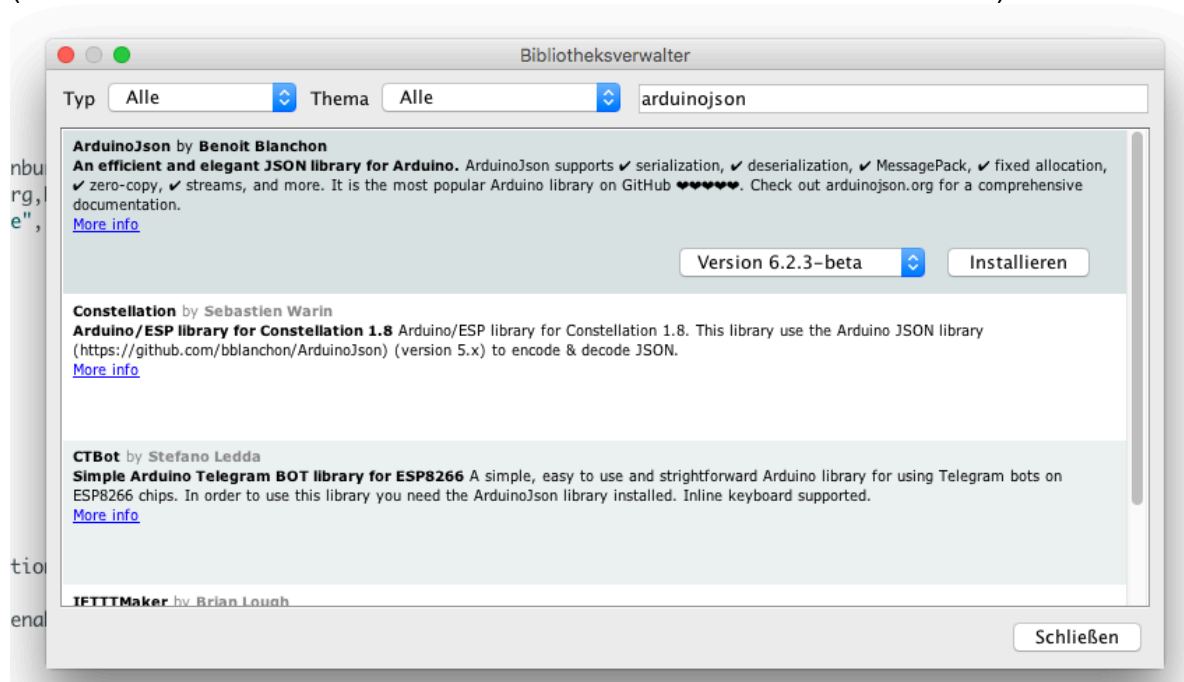 Bibliotheksverwalter
Typ Alle Thema Alle arduinojson
ArduinoJson by Benoit Blanchon
An efficient and elegant JSON library for Arduino. ArduinoJson supports ✔ serialization, ✔ deserialization, ✔ MessagePack, ✔ fixed allocation,
✔ zero-copy, ✔ streams, and more. It is the most popular Arduino library on GitHub ❤❤❤❤❤. Check out arduinojson.org for a comprehensive
documentation.
More info
Version 6.2.3-beta Installieren
Constellation by Sebastien Warin
Arduino/ESP library for Constellation 1.8 Arduino/ESP library for Constellation 1.8. This library use the Arduino JSON library
(https://github.com/bblanchon/ArduinoJson) (version 5.x) to encode & decode JSON.
More info
CTBot by Stefano Ledda
Simple Arduino Telegram BOT library for ESP8266 A simple, easy to use and strightforward Arduino library for using Telegram bots on
ESP8266 chips. In order to use this library you need the ArduinoJson library installed. Inline keyboard supported.
More info
IFTTTMaker by Brian Lough
Schließen